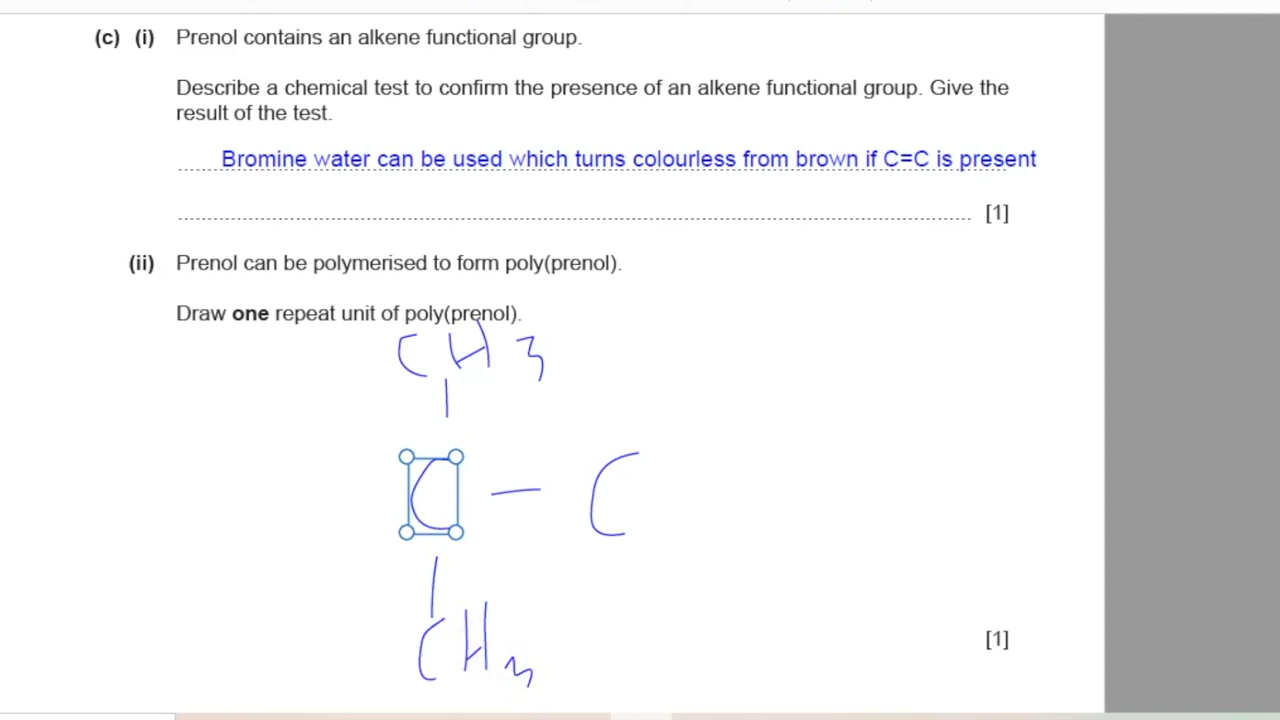 (c) (i) Prenol contains an alkene functional group.
Describe a chemical test to confirm the presence of an alkene functional group. Give the
result of the test.
Bromine water can be used which turns colourless from brown if C=C is present
[1]
(ii) Prenol can be polymerised to form poly(prenol).
Draw one repeat unit of poly(prenol).
CH3
C – C
CH3
[1]